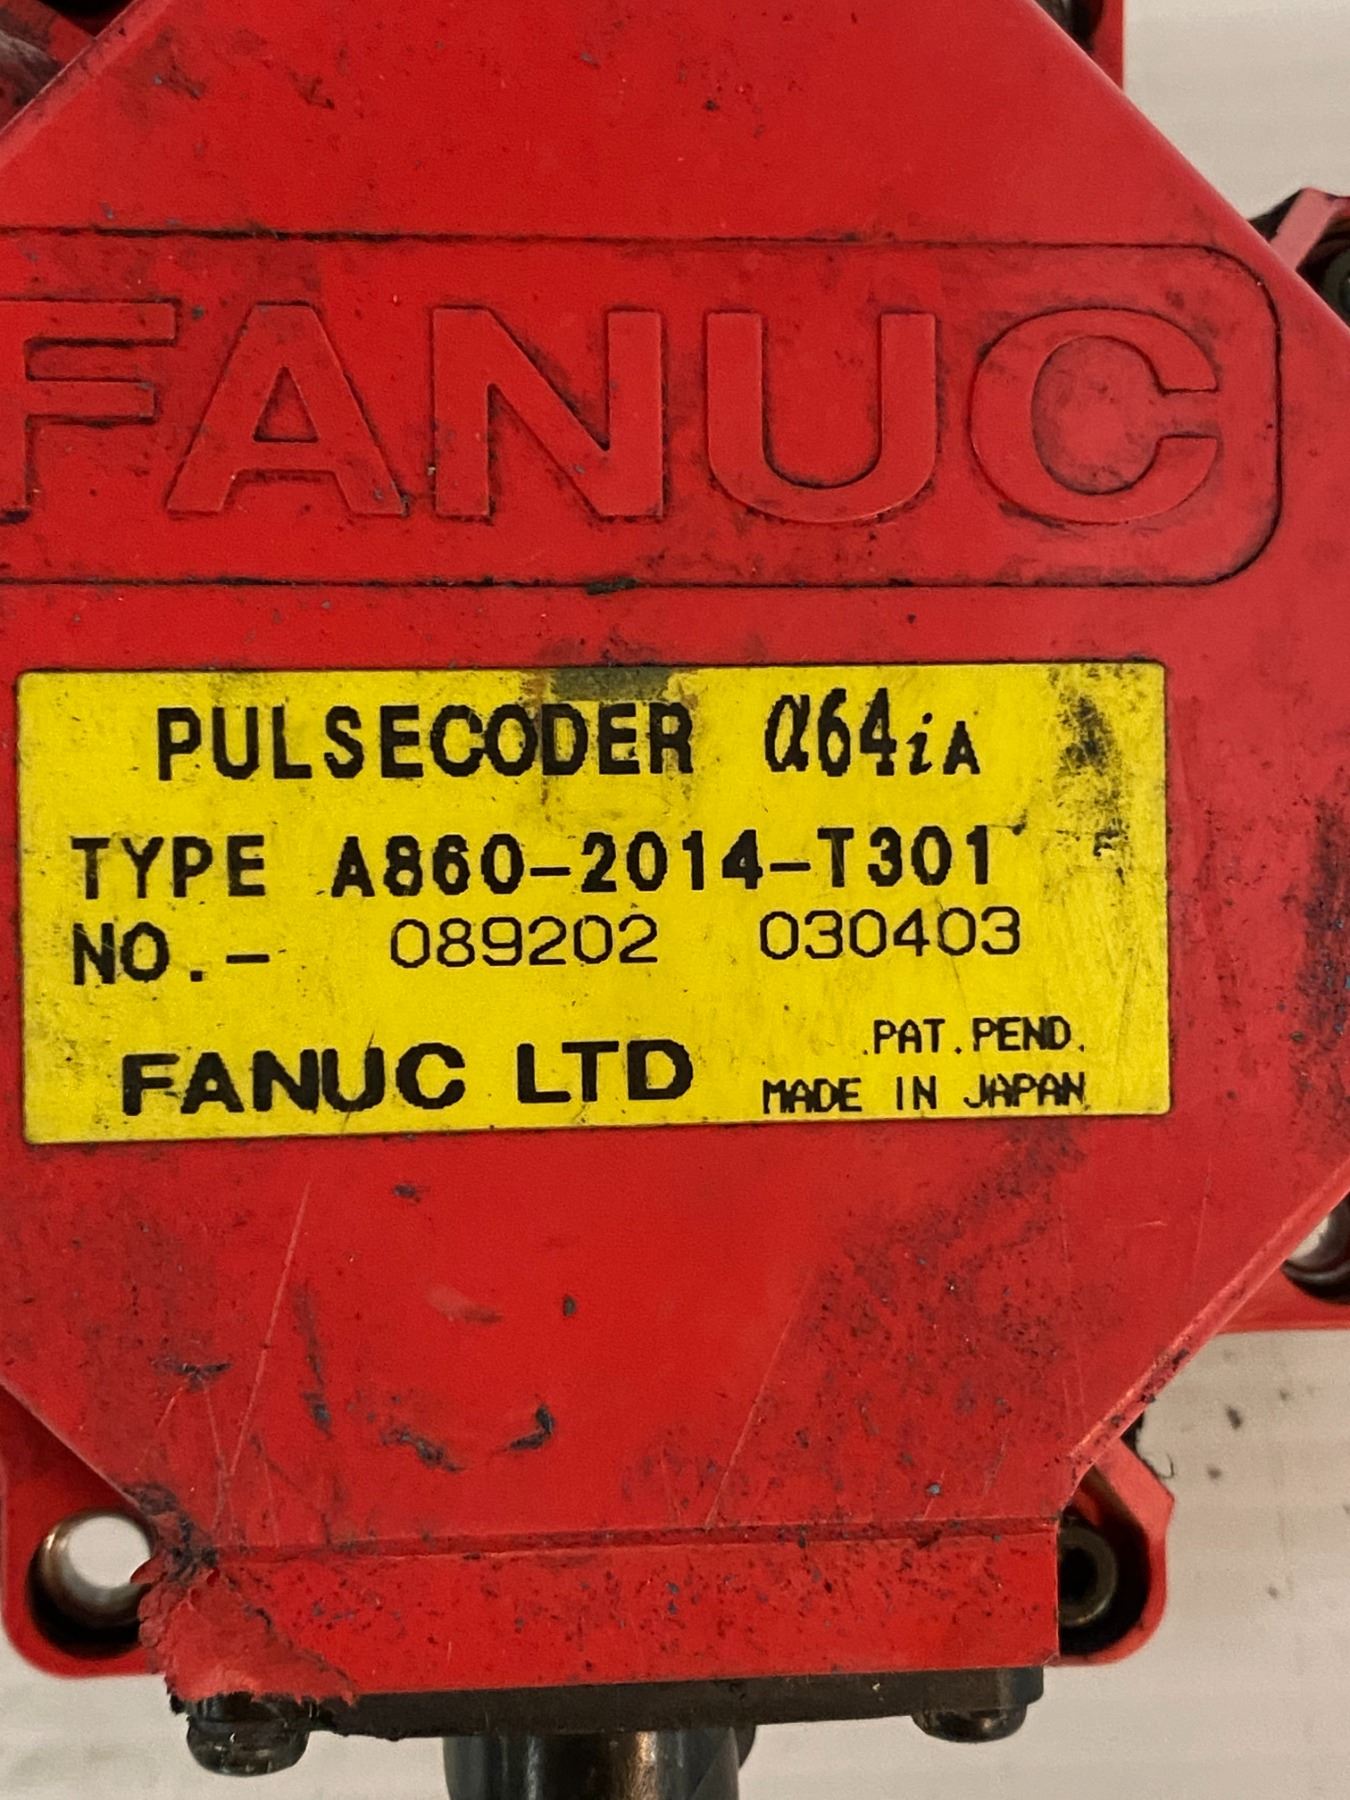 FANUC
PULSECODER α64iA
TYPE A860-2014-T301
NO.- 089202 030403
FANUC LTD
PAT. PEND.
MADE IN JAPAN